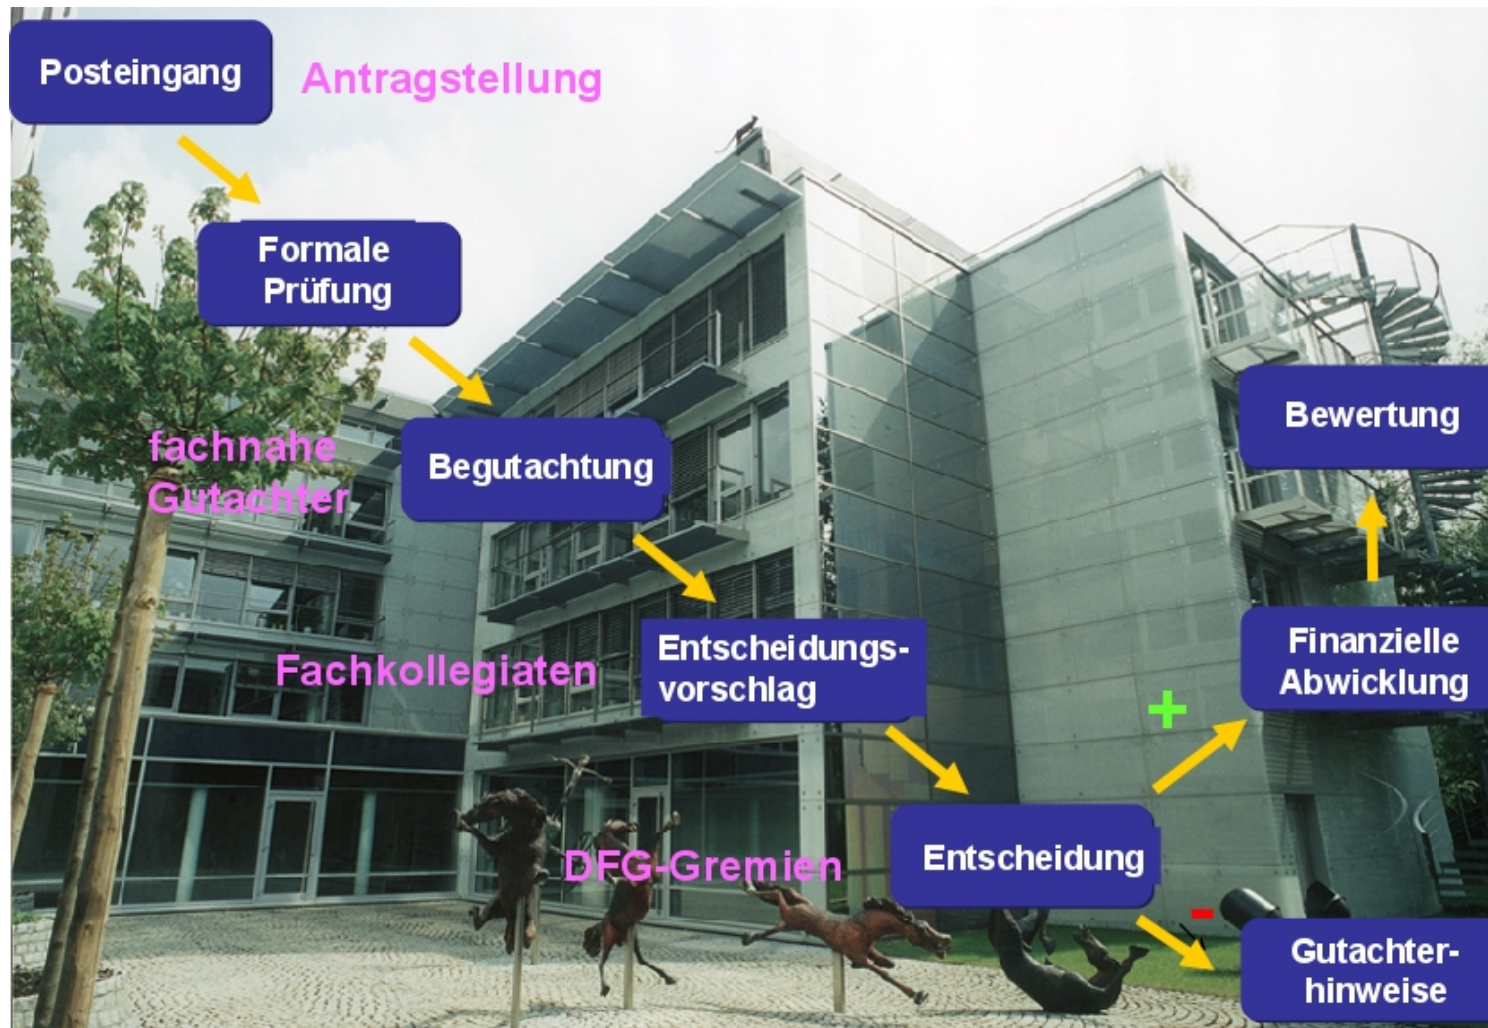 Posteingang
Antragstellung
Formale
Prüfung
fachnahe
Gutachter
Begutachtung
Bewertung
Fachkollegiaten
Entscheidungs-
vorschlag
Finanzielle
Abwicklung
+
DFG-Gremien
Entscheidung
-
Gutachter-
hinweise